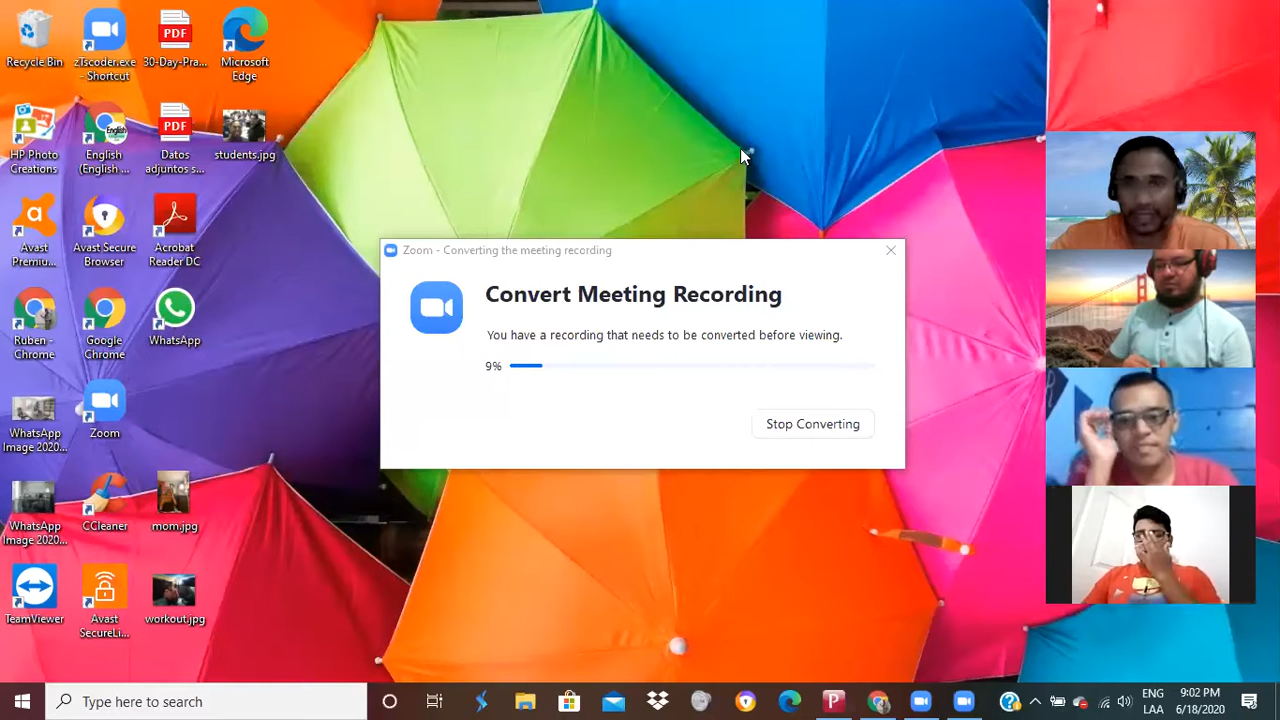 Recycle Bin
zTscoder.exe
- Shortcut
PDF
30-Day-Pra...
Microsoft
Edge
HP Photo
Creations
English
English
(English ...
PDF
Datos
adjuntos s...
students.jpg
Avast
Premiu...
Avast Secure
Browser
Acrobat
Reader DC
Ruben -
Chrome
Google
Chrome
WhatsApp
WhatsApp
Image 2020...
Zoom
WhatsApp
Image 2020...
CCleaner
mom.jpg
TeamViewer
Avast
SecureLi...
workout.jpg
Zoom - Converting the meeting recording
Convert Meeting Recording
You have a recording that needs to be converted before viewing.
9%
Stop Converting
Type here to search
P
ENG
LAA
9:02 PM
6/18/2020